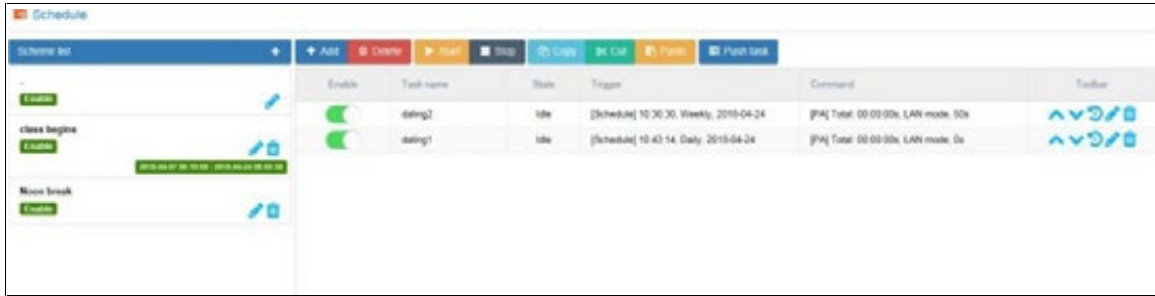 Schedule
Scheme list +
+ Add Delete Start Stop Copy Cut Paste Push task
Enable Task name State Trigger Command Toolbar
-
Enable
dating2 Idle [Schedule] 10:30:30, Weekly, 2018-04-24 [PA] Total: 00:00:00s, LAN mode, 50s
class begins
Enable
dating1 Idle [Schedule] 10:43:14, Daily, 2018-04-24 [PA] Total: 00:00:00s, LAN mode, 0s
Noon break
Enable